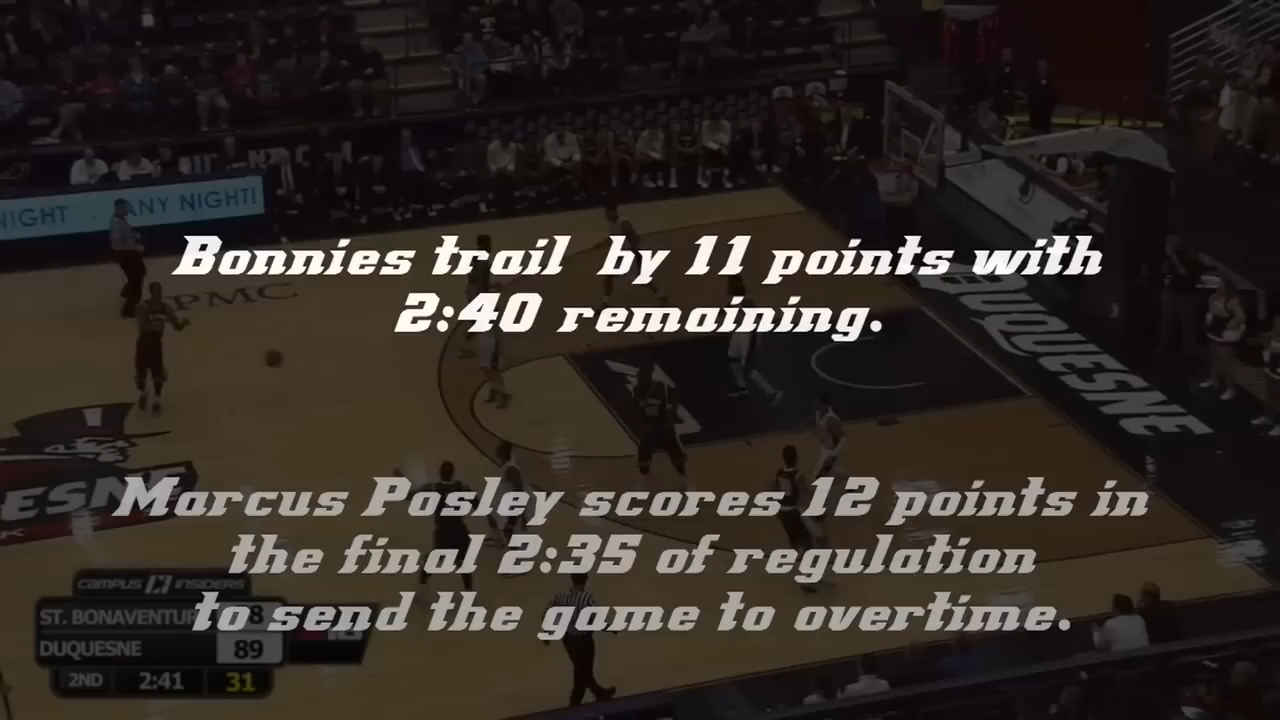 NIGHT . ANY NIGHT!
Bonnies trail by 11 points with
2:40 remaining.
PMC
DUQUESNE
Marcus Posley scores 12 points in
the final 2:35 of regulation
to send the game to overtime.
CAMPUS INSIDERS
ST. BONAVENTUR
DUQUESNE 89
2ND 2:41 31